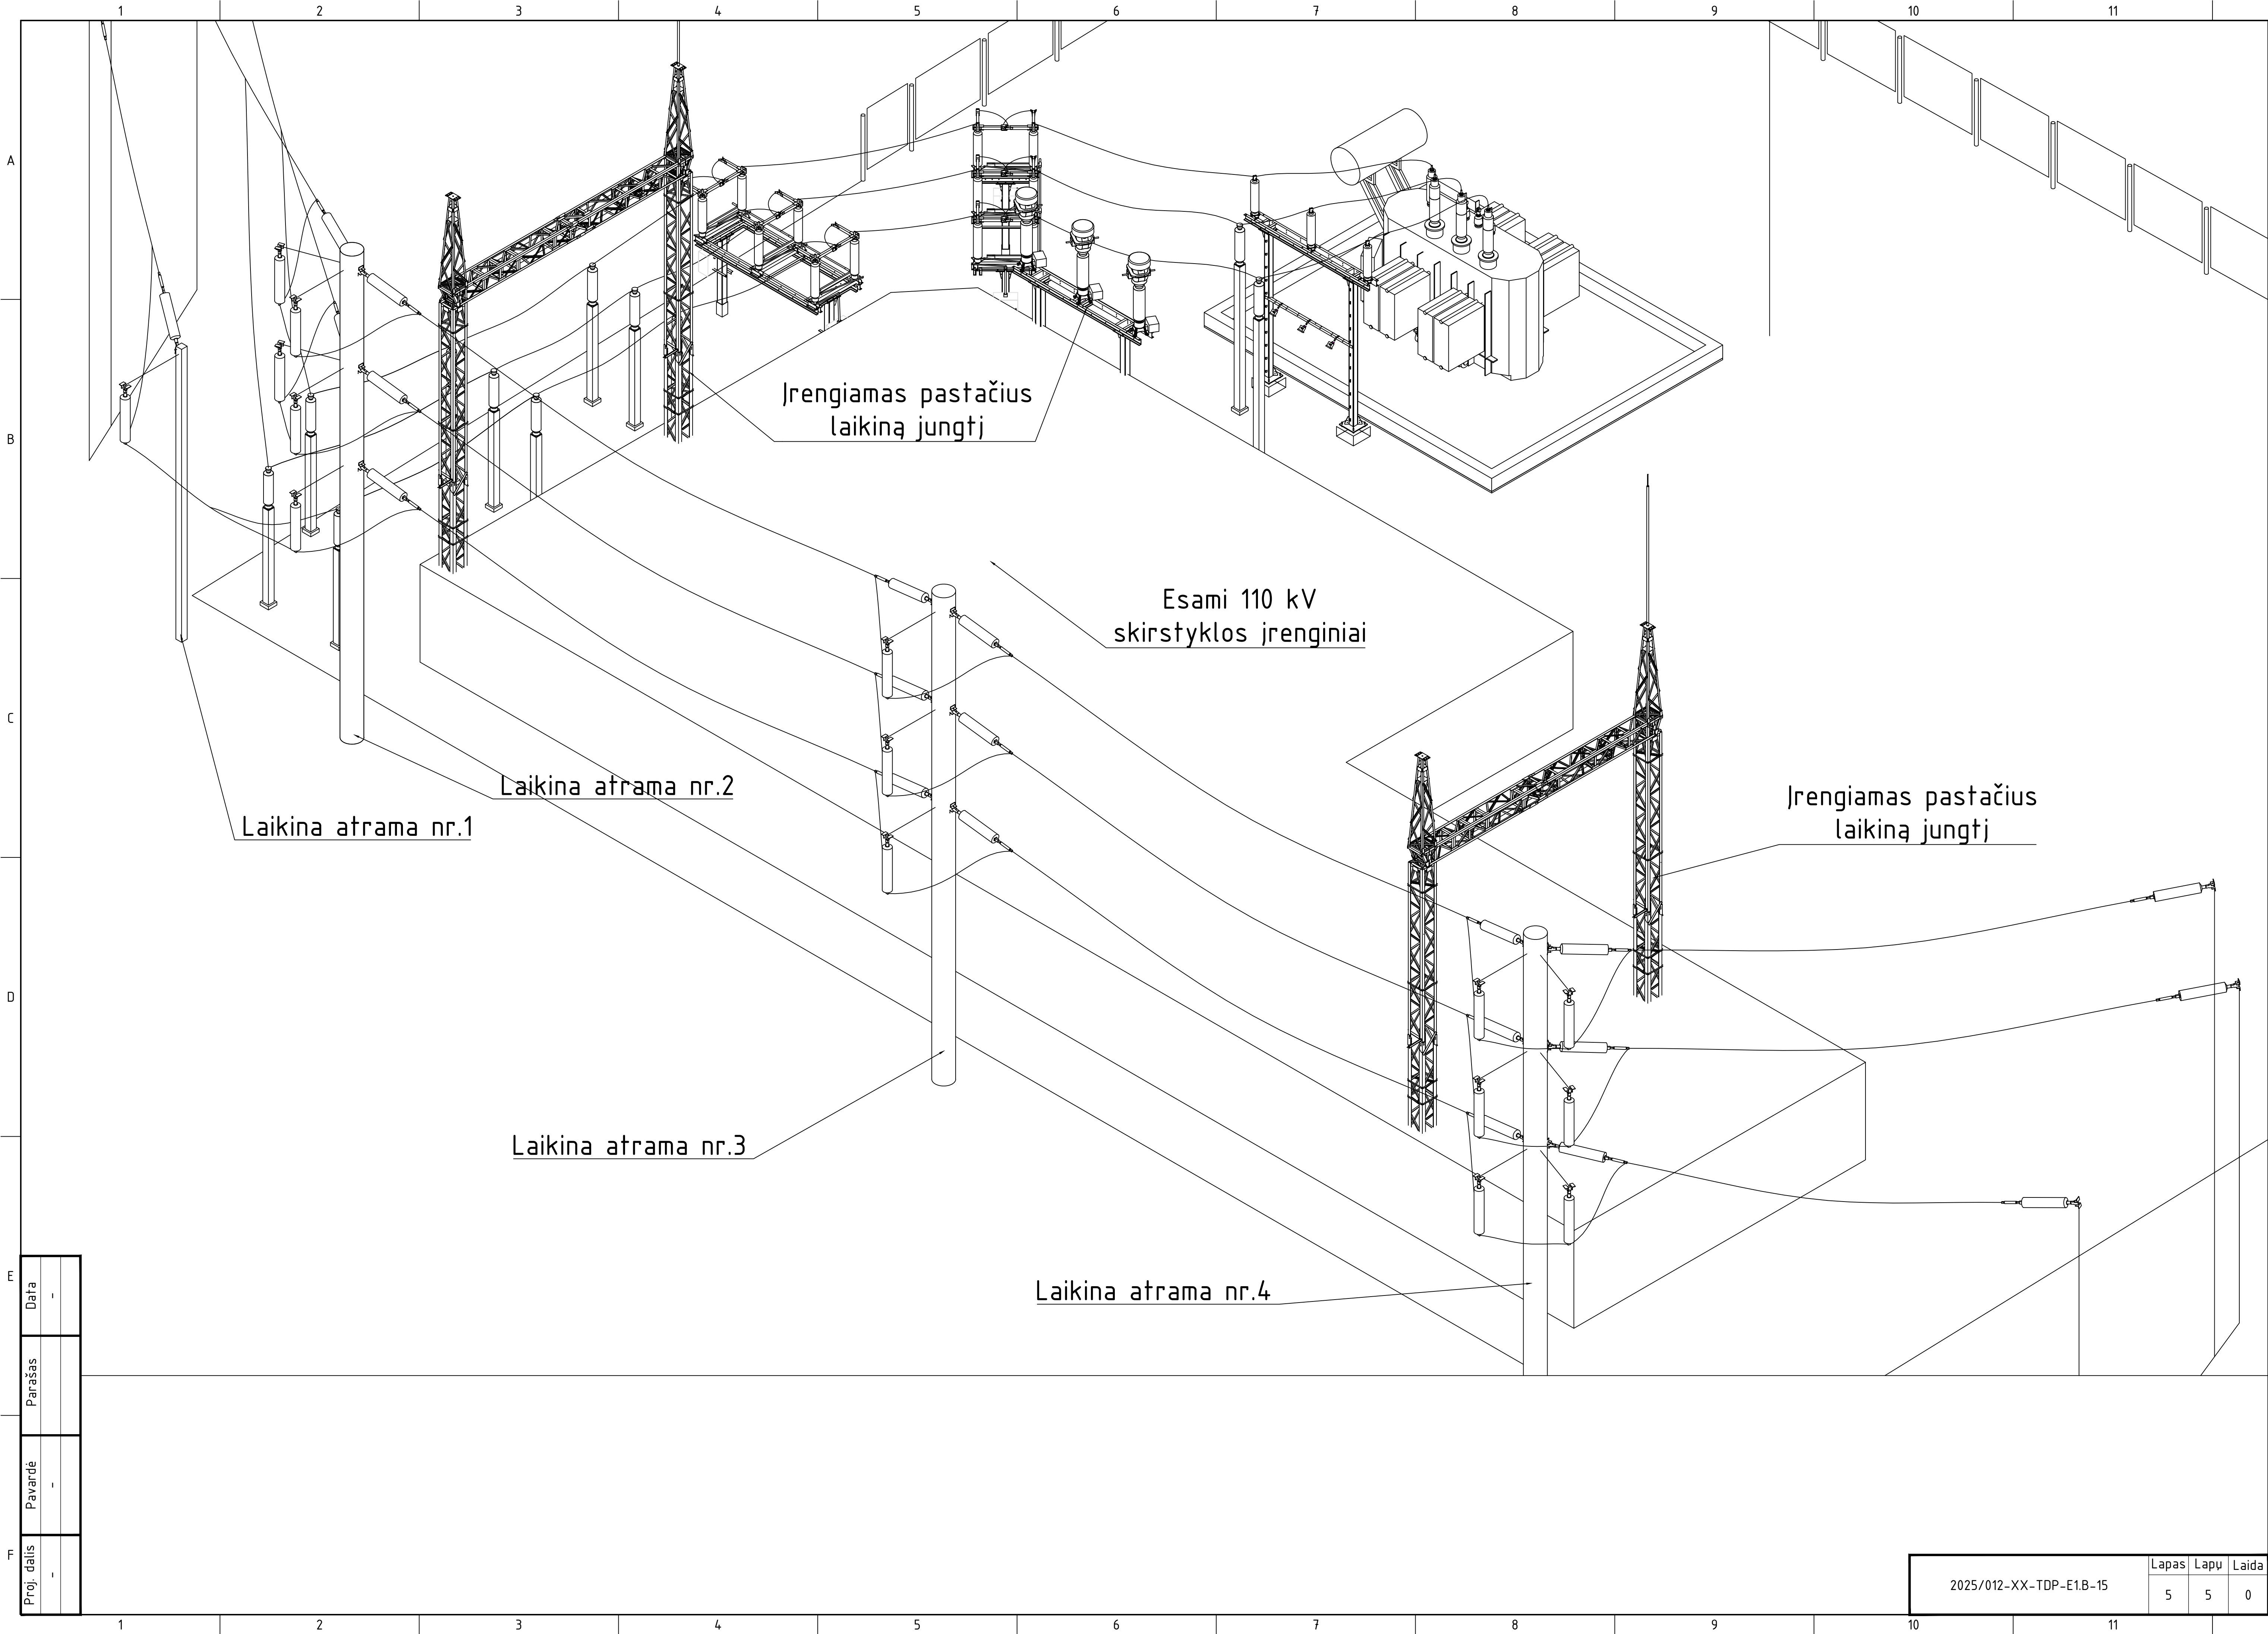 1 2 3 4 5 6 7 8 9 10 11
A
B
C
D
E
F
Įrengiamas pastačius
laikiną jungtį
Esami 110 kV
skirstyklos įrenginiai
Laikina atrama nr.2
Laikina atrama nr.1
Įrengiamas pastačius
laikiną jungtį
Laikina atrama nr.3
Laikina atrama nr.4
Data -
Parašas
Pavardė -
Proj. dalis -
2025/012-XX-TDP-E1.B-15
Lapas Lapų Laida
5 5 0
1 2 3 4 5 6 7 8 9 10 11